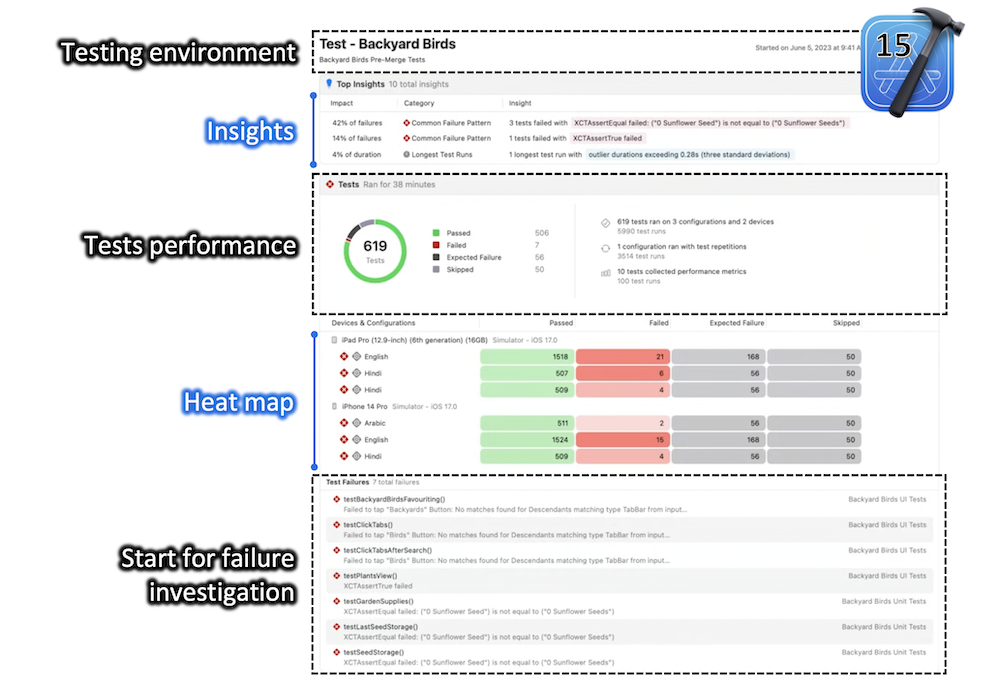 Testing environment
Test - Backyard Birds
Started on June 5, 2023 at 9:41 A
15
Backyard Birds Pre-Merge Tests
Top Insights 10 total insights
Impact Category Insight
Insights
42% of failures Common Failure Pattern 3 tests failed with XCTAssertEqual failed: ("0 Sunflower Seed") is not equal to ("0 Sunflower Seeds")
14% of failures Common Failure Pattern 1 tests failed with XCTAssertTrue failed
4% of duration Longest Test Runs 1 longest test run with outlier durations exceeding 0.28s (three standard deviations)
Tests Ran for 38 minutes
Tests performance
619
Tests
Passed 506
Failed 7
Expected Failure 56
Skipped 50
619 tests ran on 3 configurations and 2 devices
5990 test runs
1 configuration ran with test repetitions
3514 test runs
10 tests collected performance metrics
100 test runs
Devices & Configurations Passed Failed Expected Failure Skipped
Heat map
iPad Pro (12.9-inch) (6th generation) (16GB) Simulator - iOS 17.0
English 1518 21 168 50
Hindi 507 6 56 50
Hindi 509 4 56 50
iPhone 14 Pro Simulator - iOS 17.0
Arabic 511 2 56 50
English 1524 15 168 50
Hindi 509 4 56 50
Test Failures 7 total failures
Start for failure
investigation
testBackyardBirdsFavouriting() Backyard Birds UI Tests
Failed to tap "Backyards" Button: No matches found for Descendants matching type TabBar from input...
testClickTabs() Backyard Birds UI Tests
Failed to tap "Birds" Button: No matches found for Descendants matching type TabBar from input...
testClickTabsAfterSearch() Backyard Birds UI Tests
Failed to tap "Birds" Button: No matches found for Descendants matching type TabBar from input...
testPlantsView() Backyard Birds UI Tests
XCTAssertTrue failed
testGardenSupplies() Backyard Birds Unit Tests
XCTAssertEqual failed: ("0 Sunflower Seed") is not equal to ("0 Sunflower Seeds")
testLastSeedStorage() Backyard Birds Unit Tests
XCTAssertEqual failed: ("0 Sunflower Seed") is not equal to ("0 Sunflower Seeds")
testSeedStorage() Backyard Birds Unit Tests
XCTAssertEqual failed: ("0 Sunflower Seed") is not equal to ("0 Sunflower Seeds")